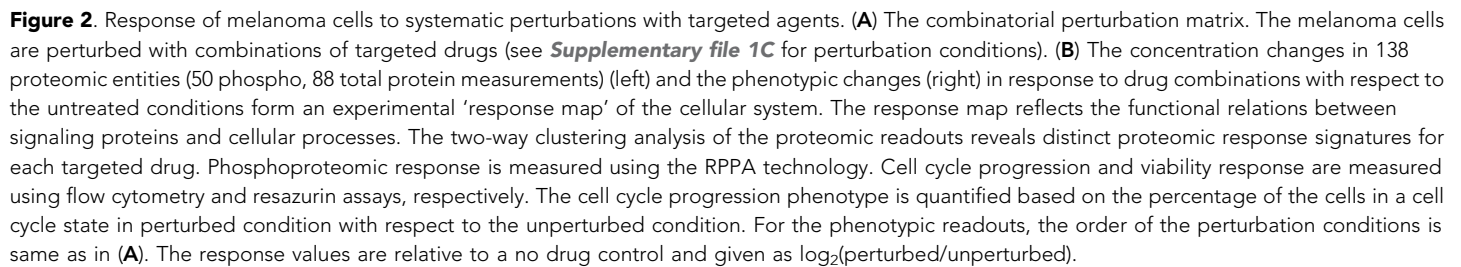 Figure 2. Response of melanoma cells to systematic perturbations with targeted agents. (A) The combinatorial perturbation matrix. The melanoma cells
are perturbed with combinations of targeted drugs (see Supplementary file 1C for perturbation conditions). (B) The concentration changes in 138
proteomic entities (50 phospho, 88 total protein measurements) (left) and the phenotypic changes (right) in response to drug combinations with respect to
the untreated conditions form an experimental ‘response map’ of the cellular system. The response map reflects the functional relations between
signaling proteins and cellular processes. The two-way clustering analysis of the proteomic readouts reveals distinct proteomic response signatures for
each targeted drug. Phosphoproteomic response is measured using the RPPA technology. Cell cycle progression and viability response are measured
using flow cytometry and resazurin assays, respectively. The cell cycle progression phenotype is quantified based on the percentage of the cells in a cell
cycle state in perturbed condition with respect to the unperturbed condition. For the phenotypic readouts, the order of the perturbation conditions is
same as in (A). The response values are relative to a no drug control and given as log₂(perturbed/unperturbed).